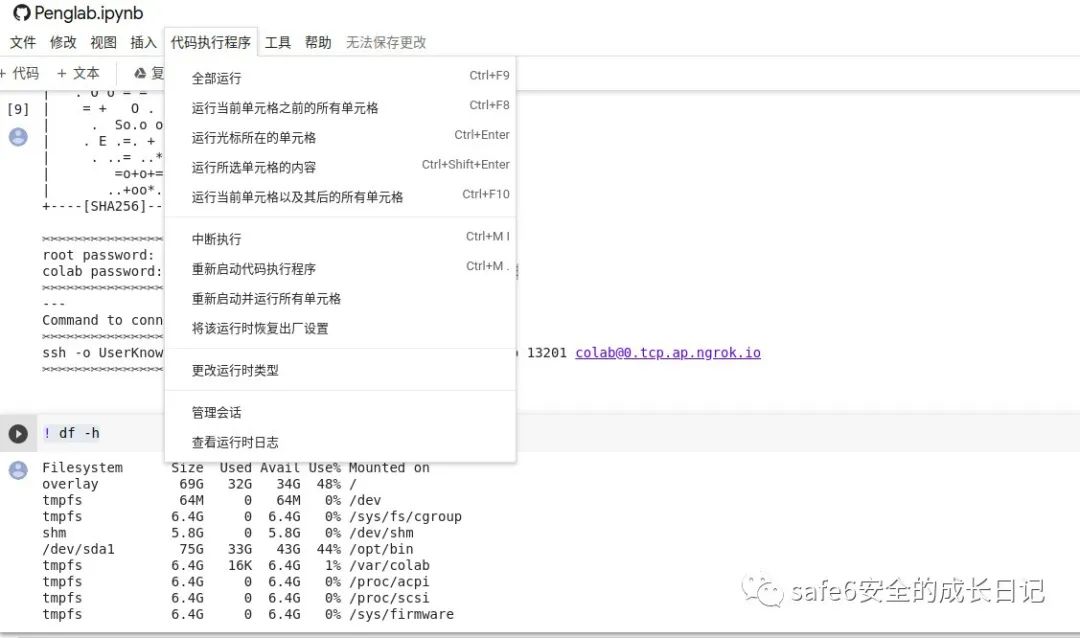 Penglab.ipynb
文件 修改 视图 插入 代码执行程序 工具 帮助 无法保存更改
+ 代码 + 文本 复
全部运行 Ctrl+F9
[9]
| . O o = =
运行当前单元格之前的所有单元格 Ctrl+F8
| = + O .
| . So.o o
运行光标所在的单元格 Ctrl+Enter
| . E .=. +
| . ..= ..*
运行所选单元格的内容 Ctrl+Shift+Enter
| =o+o+=
| ..+oo*.
运行当前单元格以及其后的所有单元格 Ctrl+F10
+----[SHA256]--
中断执行 Ctrl+M I
root password:
colab password:
重新启动代码执行程序 Ctrl+M .
重新启动并运行所有单元格
---
Command to conn
将该运行时恢复出厂设置
ssh -o UserKnow 13201 colab@0.tcp.ap.ngrok.io
更改运行时类型
管理会话
! df -h
查看运行时日志
Filesystem Size Used Avail Use% Mounted on
overlay 69G 32G 34G 48% /
tmpfs 64M 0 64M 0% /dev
tmpfs 6.4G 0 6.4G 0% /sys/fs/cgroup
shm 5.8G 0 5.8G 0% /dev/shm
/dev/sda1 75G 33G 43G 44% /opt/bin
tmpfs 6.4G 16K 6.4G 1% /var/colab
tmpfs 6.4G 0 6.4G 0% /proc/acpi
tmpfs 6.4G 0 6.4G 0% /proc/scsi
tmpfs 6.4G 0 6.4G 0% /sys/firmware
safe6安全的成长日记